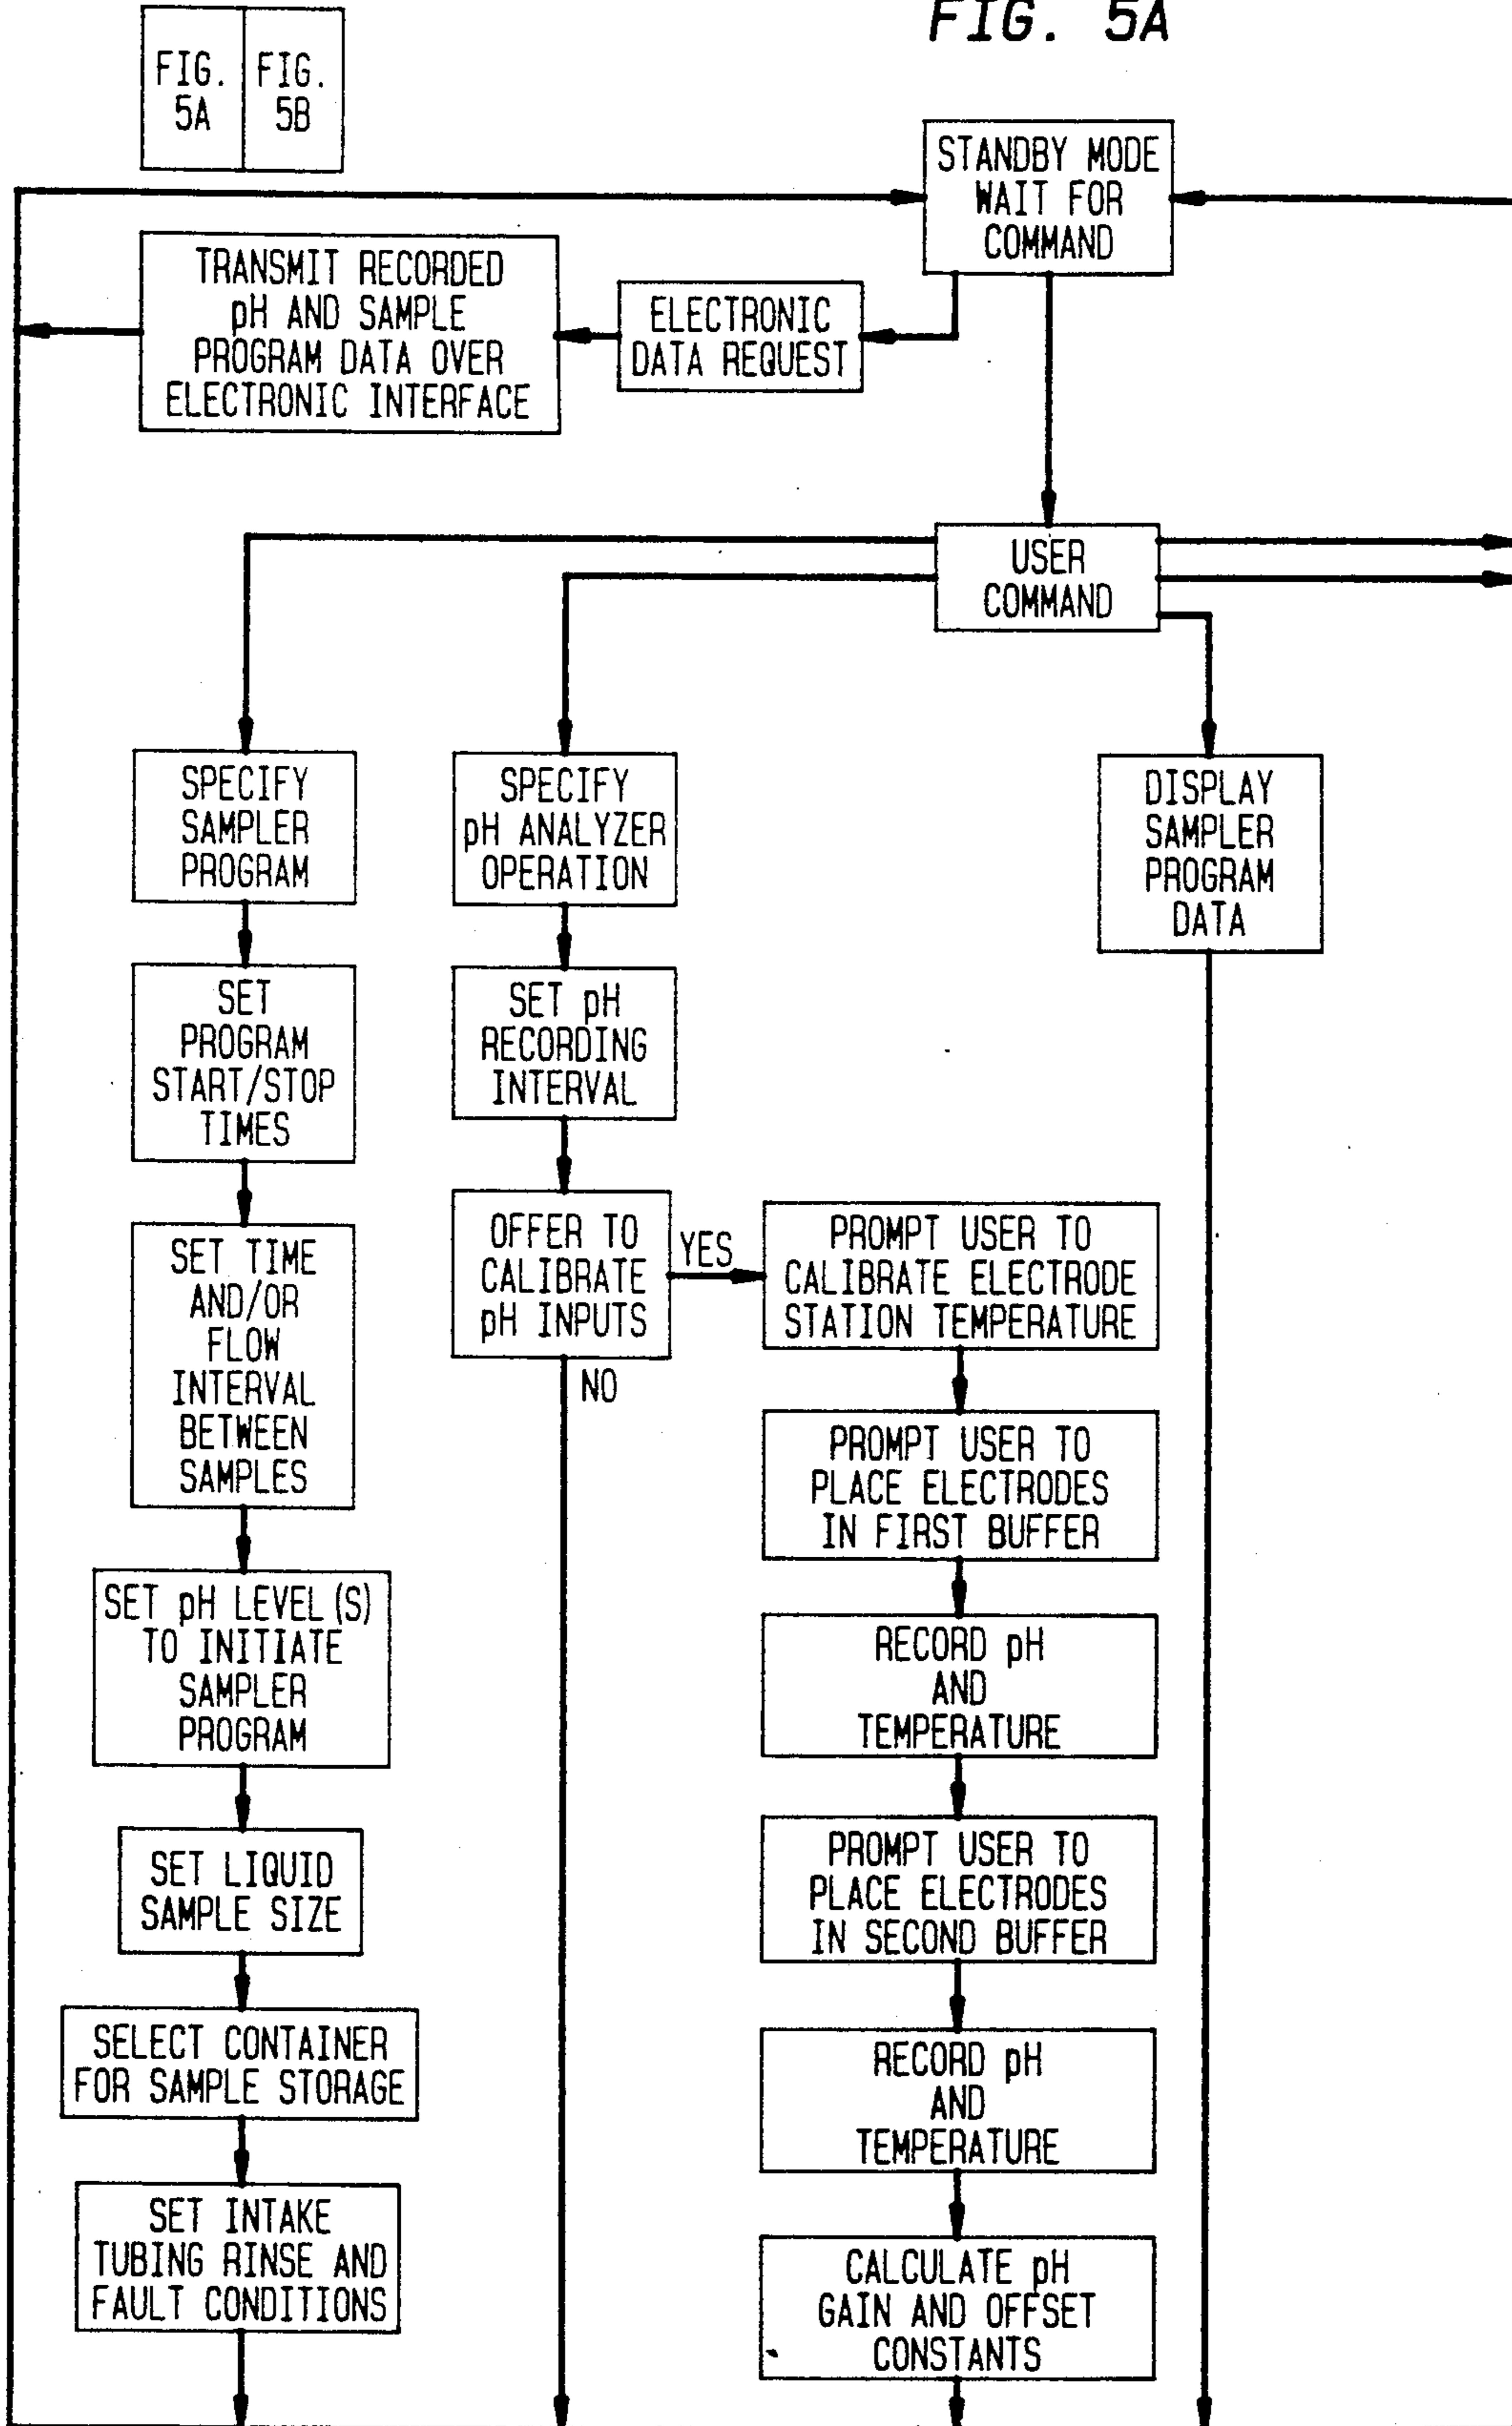 FIG. 5A
FIG.
5A
FIG.
5B
STANDBY MODE
WAIT FOR
COMMAND
TRANSMIT RECORDED
pH AND SAMPLE
PROGRAM DATA OVER
ELECTRONIC INTERFACE
ELECTRONIC
DATA REQUEST
USER
COMMAND
SPECIFY
SAMPLER
PROGRAM
SET
PROGRAM
START/STOP
TIMES
SET TIME
AND/OR
FLOW
INTERVAL
BETWEEN
SAMPLES
SET pH LEVEL(S)
TO INITIATE
SAMPLER
PROGRAM
SET LIQUID
SAMPLE SIZE
SELECT CONTAINER
FOR SAMPLE STORAGE
SET INTAKE
TUBING RINSE AND
FAULT CONDITIONS
SPECIFY
pH ANALYZER
OPERATION
SET pH
RECORDING
INTERVAL
OFFER TO
CALIBRATE
pH INPUTS
YES
NO
PROMPT USER TO
CALIBRATE ELECTRODE
STATION TEMPERATURE
PROMPT USER TO
PLACE ELECTRODES
IN FIRST BUFFER
RECORD pH
AND
TEMPERATURE
PROMPT USER TO
PLACE ELECTRODES
IN SECOND BUFFER
RECORD pH
AND
TEMPERATURE
CALCULATE pH
GAIN AND OFFSET
CONSTANTS
DISPLAY
SAMPLER
PROGRAM
DATA